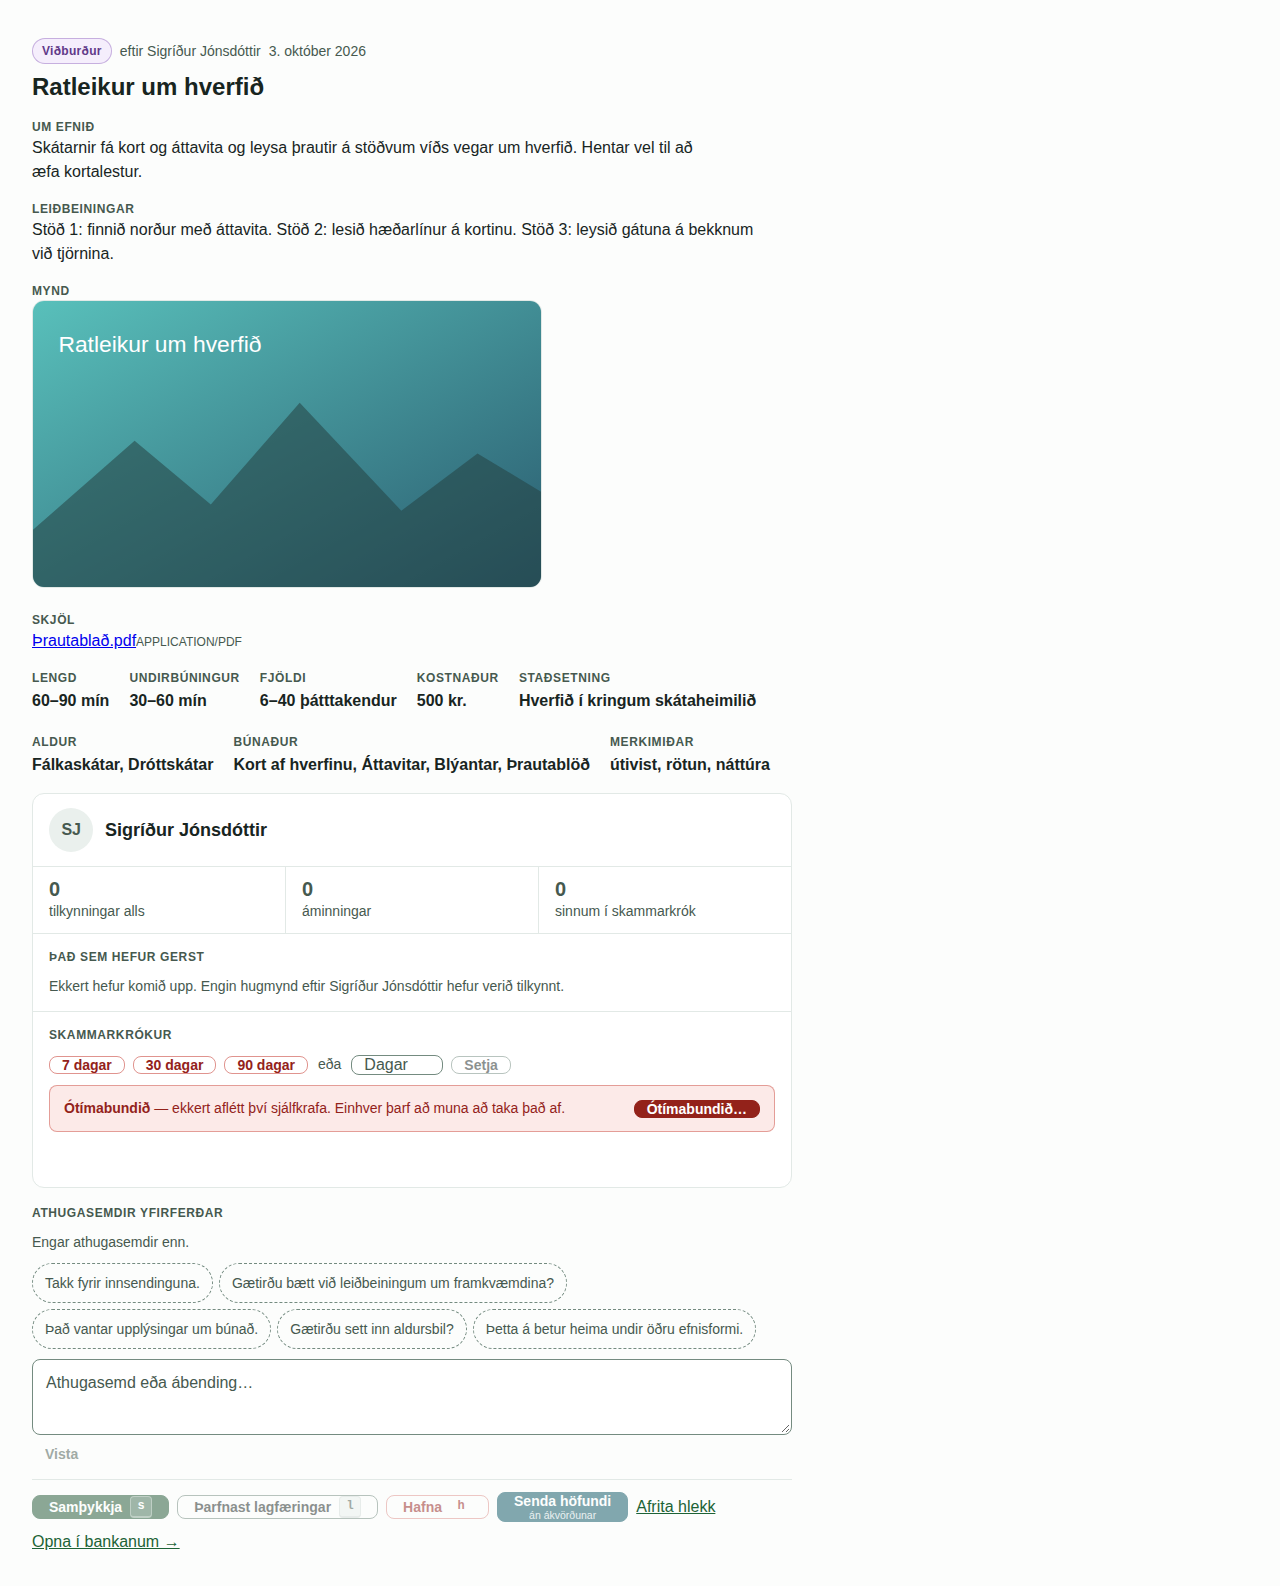 Viðburður eftir Sigríður Jónsdóttir 3. október 2026
Ratleikur um hverfið
UM EFNIÐ
Skátarnir fá kort og áttavita og leysa þrautir á stöðvum víðs vegar um hverfið. Hentar vel til að
æfa kortalestur.
LEIÐBEININGAR
Stöð 1: finnið norður með áttavita. Stöð 2: lesið hæðarlínur á kortinu. Stöð 3: leysið gátuna á bekknum
við tjörnina.
MYND
Ratleikur um hverfið
SKJÖL
Þrautablað.pdfAPPLICATION/PDF
LENGD UNDIRBÚNINGUR FJÖLDI KOSTNAÐUR STAÐSETNING
60–90 mín 30–60 mín 6–40 þátttakendur 500 kr. Hverfið í kringum skátaheimilið
ALDUR BÚNAÐUR MERKIMIÐAR
Fálkaskátar, Dróttskátar Kort af hverfinu, Áttavitar, Blýantar, Þrautablöð útivist, rötun, náttúra
SJ Sigríður Jónsdóttir
0 0 0
tilkynningar alls áminningar sinnum í skammarkrók
ÞAÐ SEM HEFUR GERST
Ekkert hefur komið upp. Engin hugmynd eftir Sigríður Jónsdóttir hefur verið tilkynnt.
SKAMMARKRÓKUR
7 dagar 30 dagar 90 dagar eða Dagar Setja
Ótímabundið — ekkert aflétt því sjálfkrafa. Einhver þarf að muna að taka það af. Ótímabundið…
ATHUGASEMDIR YFIRFERÐAR
Engar athugasemdir enn.
Takk fyrir innsendinguna. Gætirðu bætt við leiðbeiningum um framkvæmdina?
Það vantar upplýsingar um búnað. Gætirðu sett inn aldursbil? Þetta á betur heima undir öðru efnisformi.
Athugasemd eða ábending…
Vista
Samþykkja s Þarfnast lagfæringar l Hafna h Senda höfundi Afrita hlekk
án ákvörðunar
Opna í bankanum →